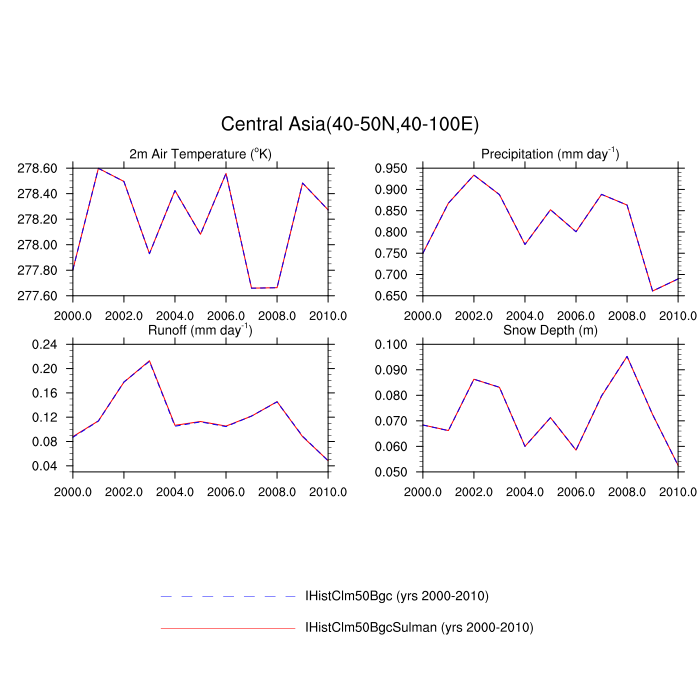 Central Asia(40-50N,40-100E)
2m Air Temperature (°K)
278.60
278.40
278.20
278.00
277.80
277.60
2000.0 2002.0 2004.0 2006.0 2008.0 2010.0
Precipitation (mm day⁻¹)
0.950
0.900
0.850
0.800
0.750
0.700
0.650
2000.0 2002.0 2004.0 2006.0 2008.0 2010.0
Runoff (mm day⁻¹)
0.24
0.20
0.16
0.12
0.08
0.04
2000.0 2002.0 2004.0 2006.0 2008.0 2010.0
Snow Depth (m)
0.100
0.090
0.080
0.070
0.060
0.050
2000.0 2002.0 2004.0 2006.0 2008.0 2010.0
IHistClm50Bgc (yrs 2000-2010)
IHistClm50BgcSulman (yrs 2000-2010)